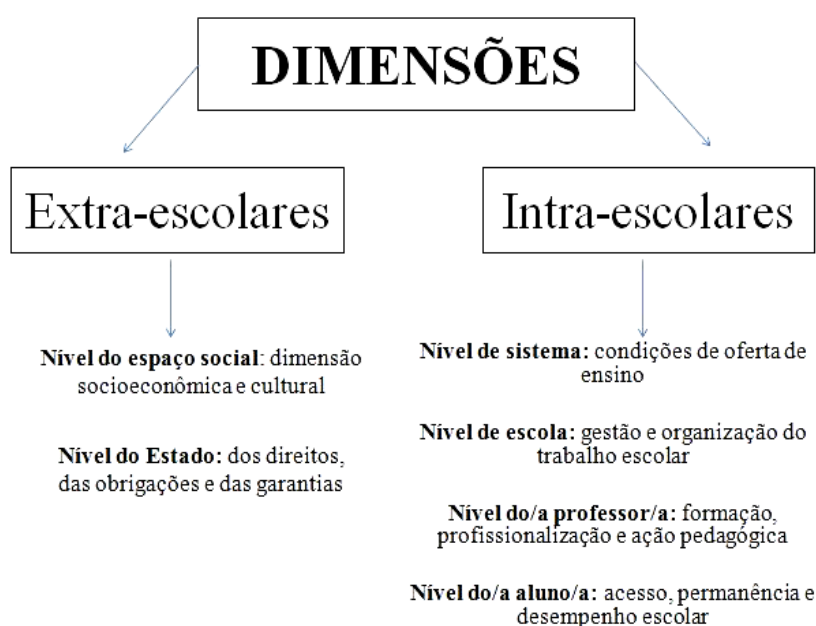 DIMENSÕES
Extra-escolares
Nível do espaço social: dimensão
socioeconômica e cultural
Nível do Estado: dos direitos,
das obrigações e das garantias
Intra-escolares
Nível de sistema: condições de oferta de
ensino
Nível de escola: gestão e organização do
trabalho escolar
Nível do/a professor/a: formação,
profissionalização e ação pedagógica
Nível do/a aluno/a: acesso, permanência e
desempenho escolar